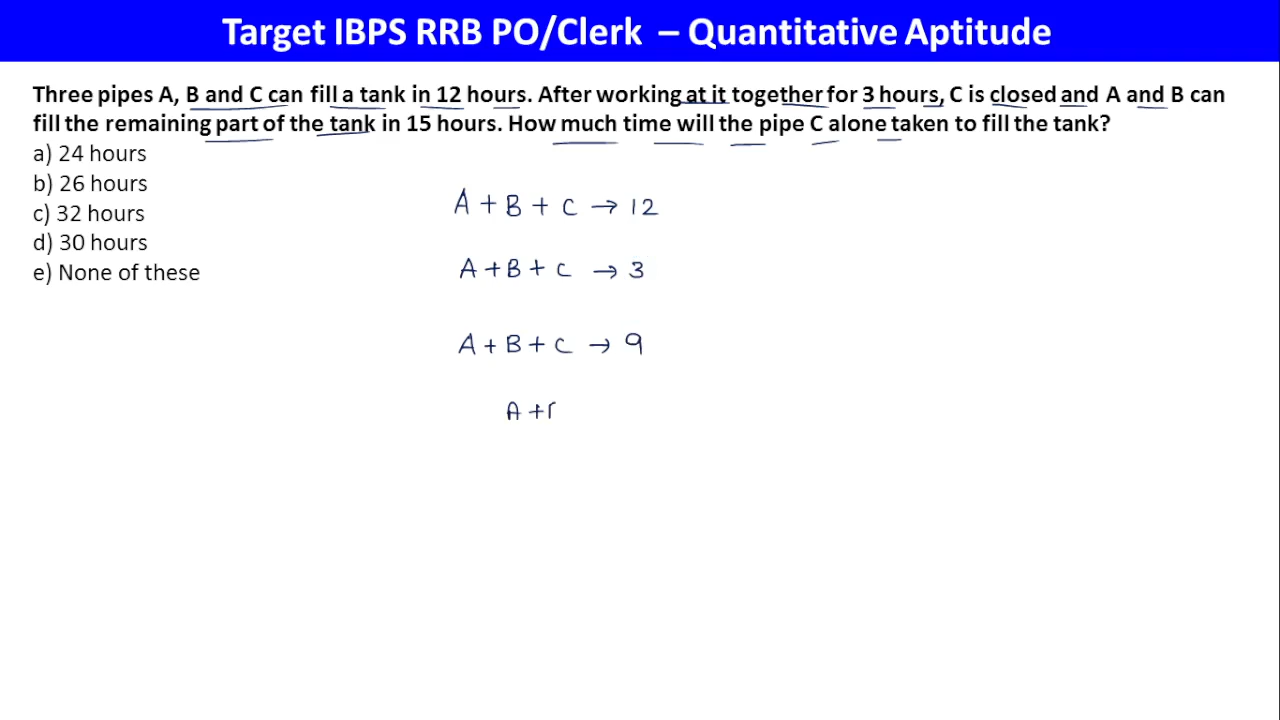 Target IBPS RRB PO/Clerk – Quantitative Aptitude
Three pipes A, B and C can fill a tank in 12 hours. After working at it together for 3 hours, C is closed and A and B can
fill the remaining part of the tank in 15 hours. How much time will the pipe C alone taken to fill the tank?
a) 24 hours
b) 26 hours
c) 32 hours
d) 30 hours
e) None of these
A + B + C → 12
A + B + C → 3
A + B + C → 9
A +